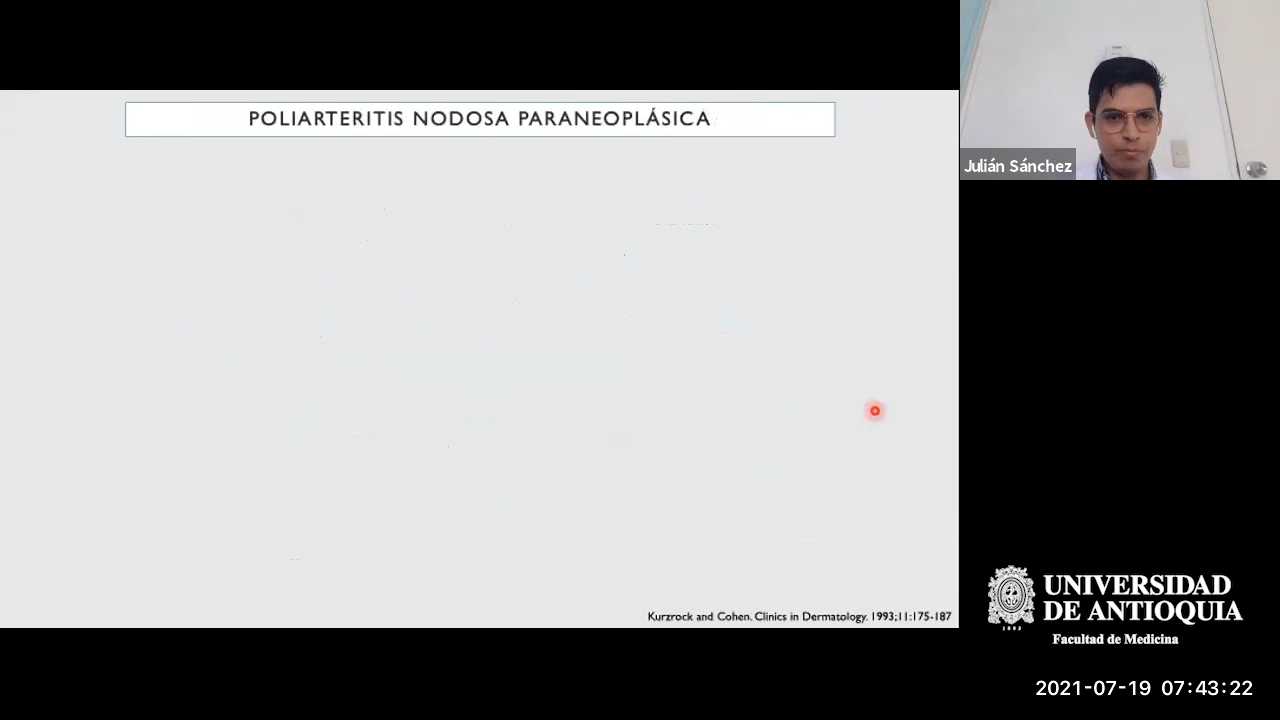 POLIARTERITIS NODOSA PARANEOPLÁSICA
Julián Sánchez
Kurzrock and Cohen. Clinics in Dermatology. 1993;11:175-187
UNIVERSIDAD
DE ANTIOQUIA
1803
Facultad de Medicina
2021-07-19 07:43:22